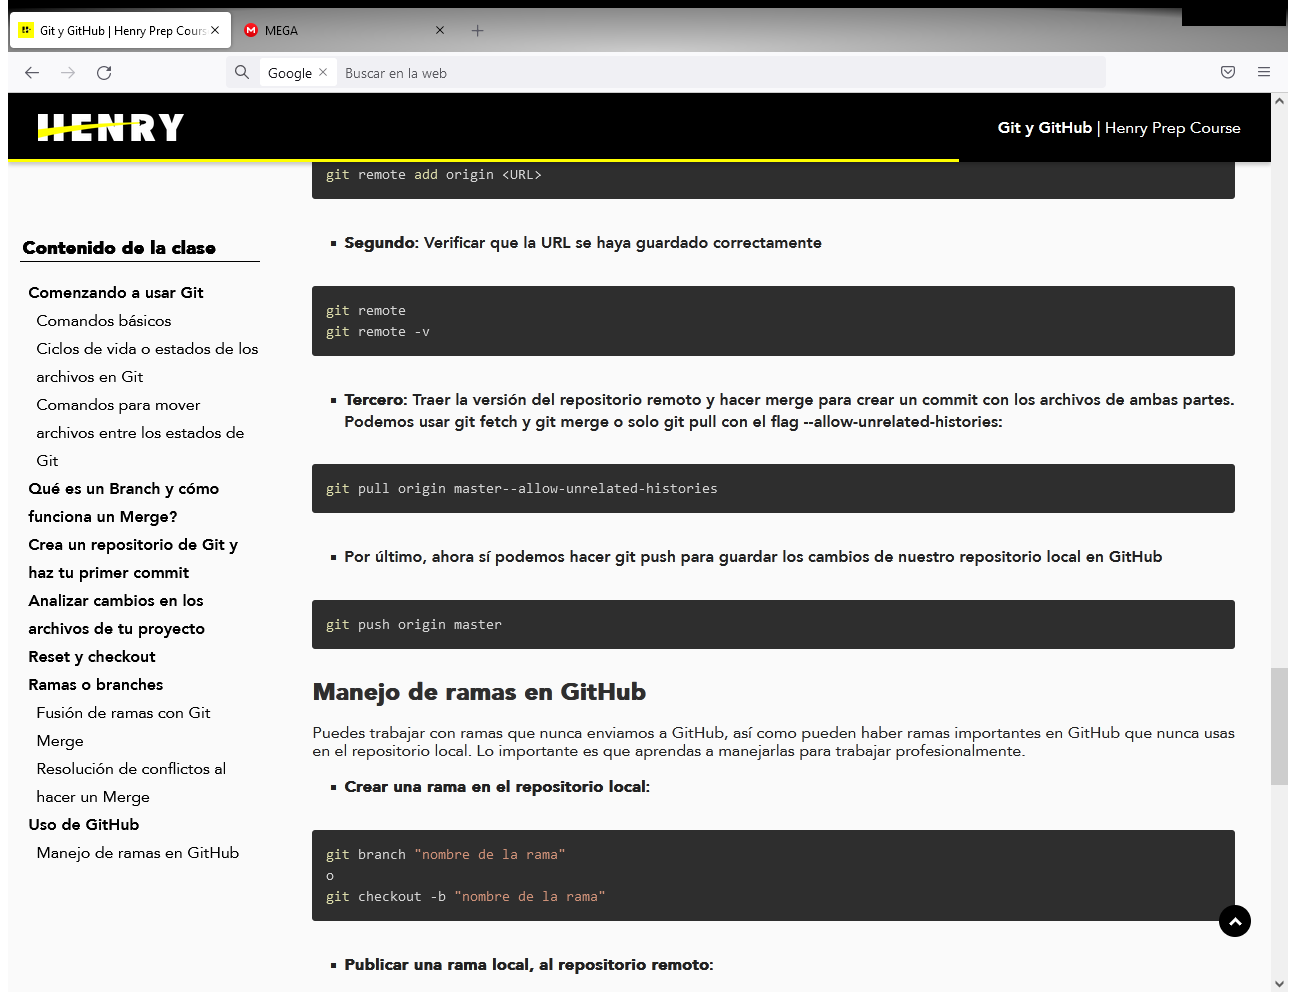 Git y GitHub | Henry Prep Cours
MEGA
Google
Buscar en la web
HENRY
Git y GitHub | Henry Prep Course
Contenido de la clase
Comenzando a usar Git
Comandos básicos
Ciclos de vida o estados de los
archivos en Git
Comandos para mover
archivos entre los estados de
Git
Qué es un Branch y cómo
funciona un Merge?
Crea un repositorio de Git y
haz tu primer commit
Analizar cambios en los
archivos de tu proyecto
Reset y checkout
Ramas o branches
Fusión de ramas con Git
Merge
Resolución de conflictos al
hacer un Merge
Uso de GitHub
Manejo de ramas en GitHub
git remote add origin <URL>
Segundo: Verificar que la URL se haya guardado correctamente
git remote
git remote -v
Tercero: Traer la versión del repositorio remoto y hacer merge para crear un commit con los archivos de ambas partes.
Podemos usar git fetch y git merge o solo git pull con el flag --allow-unrelated-histories:
git pull origin master--allow-unrelated-histories
Por último, ahora sí podemos hacer git push para guardar los cambios de nuestro repositorio local en GitHub
git push origin master
Manejo de ramas en GitHub
Puedes trabajar con ramas que nunca enviamos a GitHub, así como pueden haber ramas importantes en GitHub que nunca usas
en el repositorio local. Lo importante es que aprendas a manejarlas para trabajar profesionalmente.
Crear una rama en el repositorio local:
git branch "nombre de la rama"
o
git checkout -b "nombre de la rama"
Publicar una rama local, al repositorio remoto: